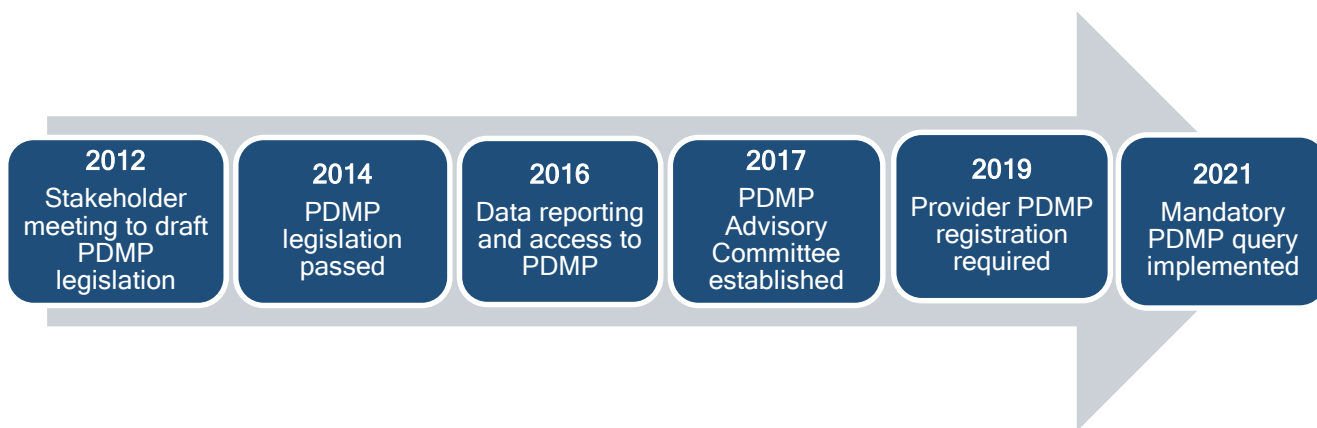 2012
Stakeholder
meeting to draft
PDMP
legislation
2014
PDMP
legislation
passed
2016
Data reporting
and access to
PDMP
2017
PDMP
Advisory
Committee
established
2019
Provider PDMP
registration
required
2021
Mandatory
PDMP query
implemented